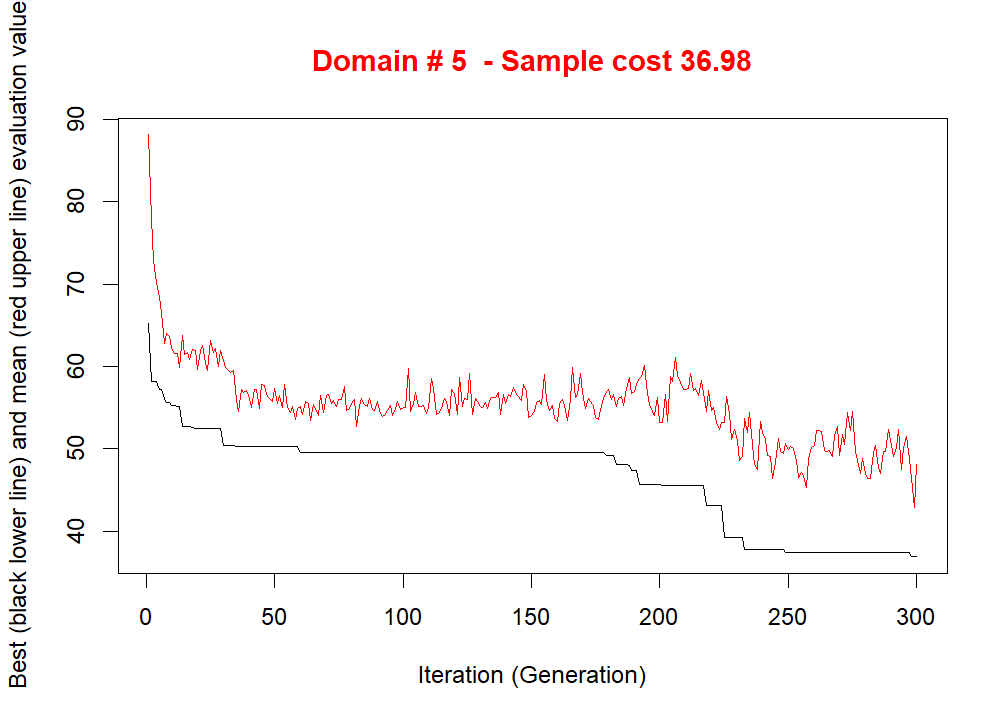 Domain # 5  - Sample cost 36.98
Best (black lower line) and mean (red upper line) evaluation value
90
80
70
60
50
40
0 50 100 150 200 250 300
Iteration (Generation)